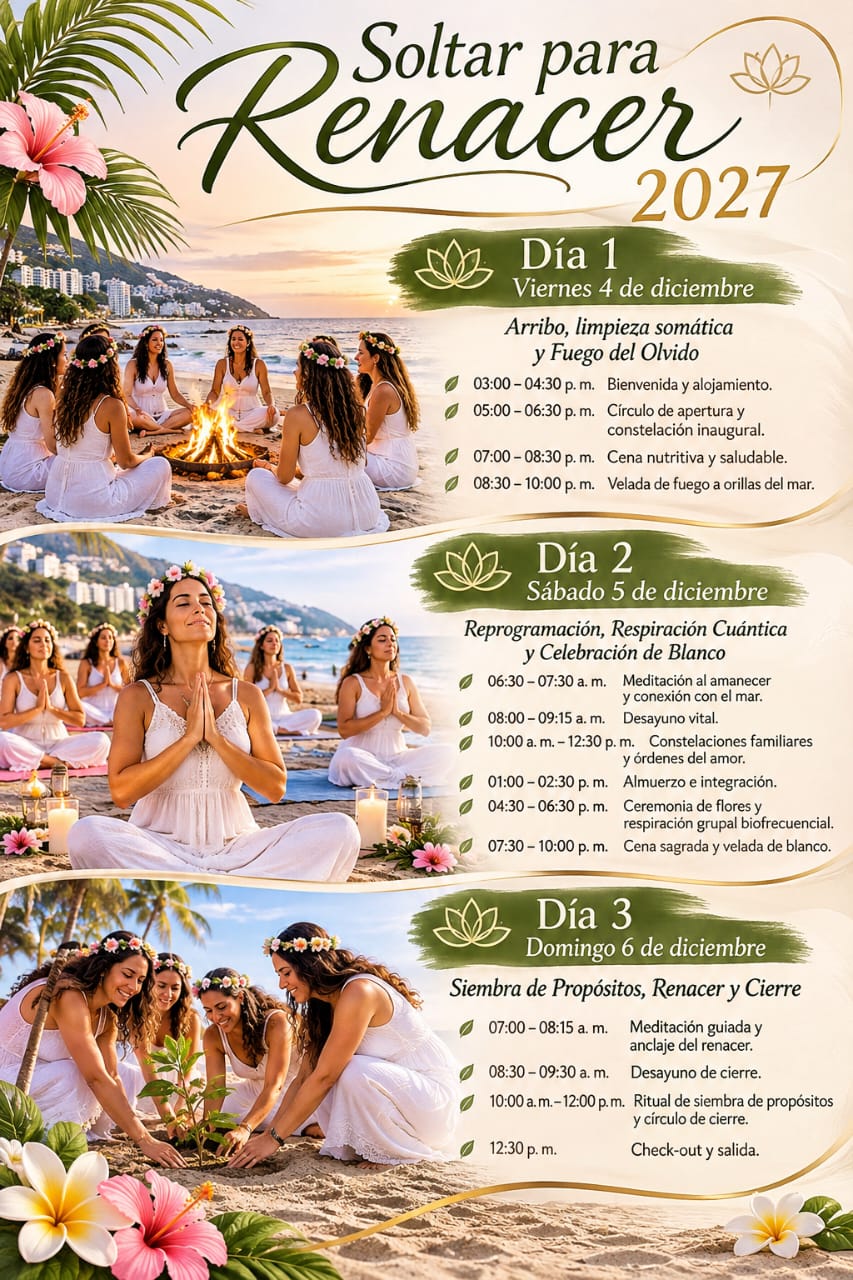 Soltar para
Renacer
2027
Día 1
Viernes 4 de diciembre
Arribo, limpieza somática
y Fuego del Olvido
03:00 – 04:30 p. m. Bienvenida y alojamiento.
05:00 – 06:30 p. m. Círculo de apertura y
constelación inaugural.
07:00 – 08:30 p. m. Cena nutritiva y saludable.
08:30 – 10:00 p. m. Velada de fuego a orillas del mar.
Día 2
Sábado 5 de diciembre
Reprogramación, Respiración Cuántica
y Celebración de Blanco
06:30 – 07:30 a. m. Meditación al amanecer
y conexión con el mar.
08:00 – 09:15 a. m. Desayuno vital.
10:00 a. m. – 12:30 p. m. Constelaciones familiares
y órdenes del amor.
01:00 – 02:30 p. m. Almuerzo e integración.
04:30 – 06:30 p. m. Ceremonia de flores y
respiración grupal biofrecuencial.
07:30 – 10:00 p. m. Cena sagrada y velada de blanco.
Día 3
Domingo 6 de diciembre
Siembra de Propósitos, Renacer y Cierre
07:00 – 08:15 a. m. Meditación guiada y
anclaje del renacer.
08:30 – 09:30 a. m. Desayuno de cierre.
10:00 a. m. – 12:00 p. m. Ritual de siembra de propósitos
y círculo de cierre.
12:30 p. m. Check-out y salida.